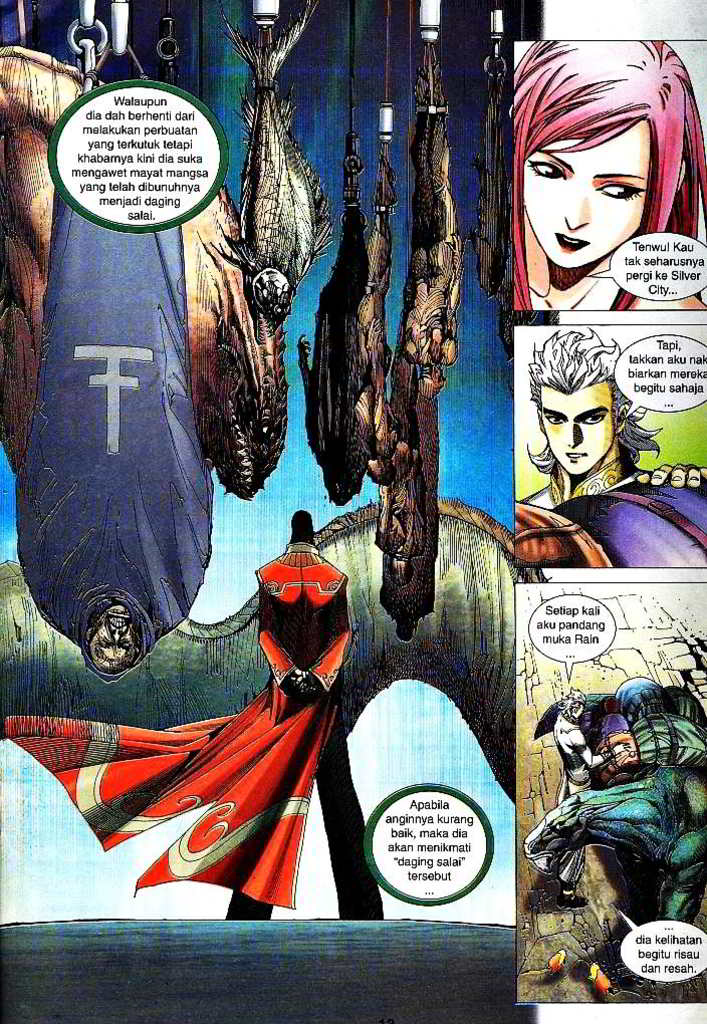 Walaupun
dia dah berhenti dari
melakukan perbuatan
yang terkutuk tetapi
khabarnya kini dia suka
mengawet mayat mangsa
yang telah dibunuhnya
menjadi daging
salai.
Tenwul Kau
tak seharusnya
pergi ke Silver
City...
Tapi,
takkan aku nak
biarkan mereka
begitu sahaja
...
Setiap kali
aku pandang
muka Rain
...
Apabila
anginnya kurang
baik, maka dia
akan menikmati
"daging salai"
tersebut
...
...
dia kelihatan
begitu risau
dan resah.